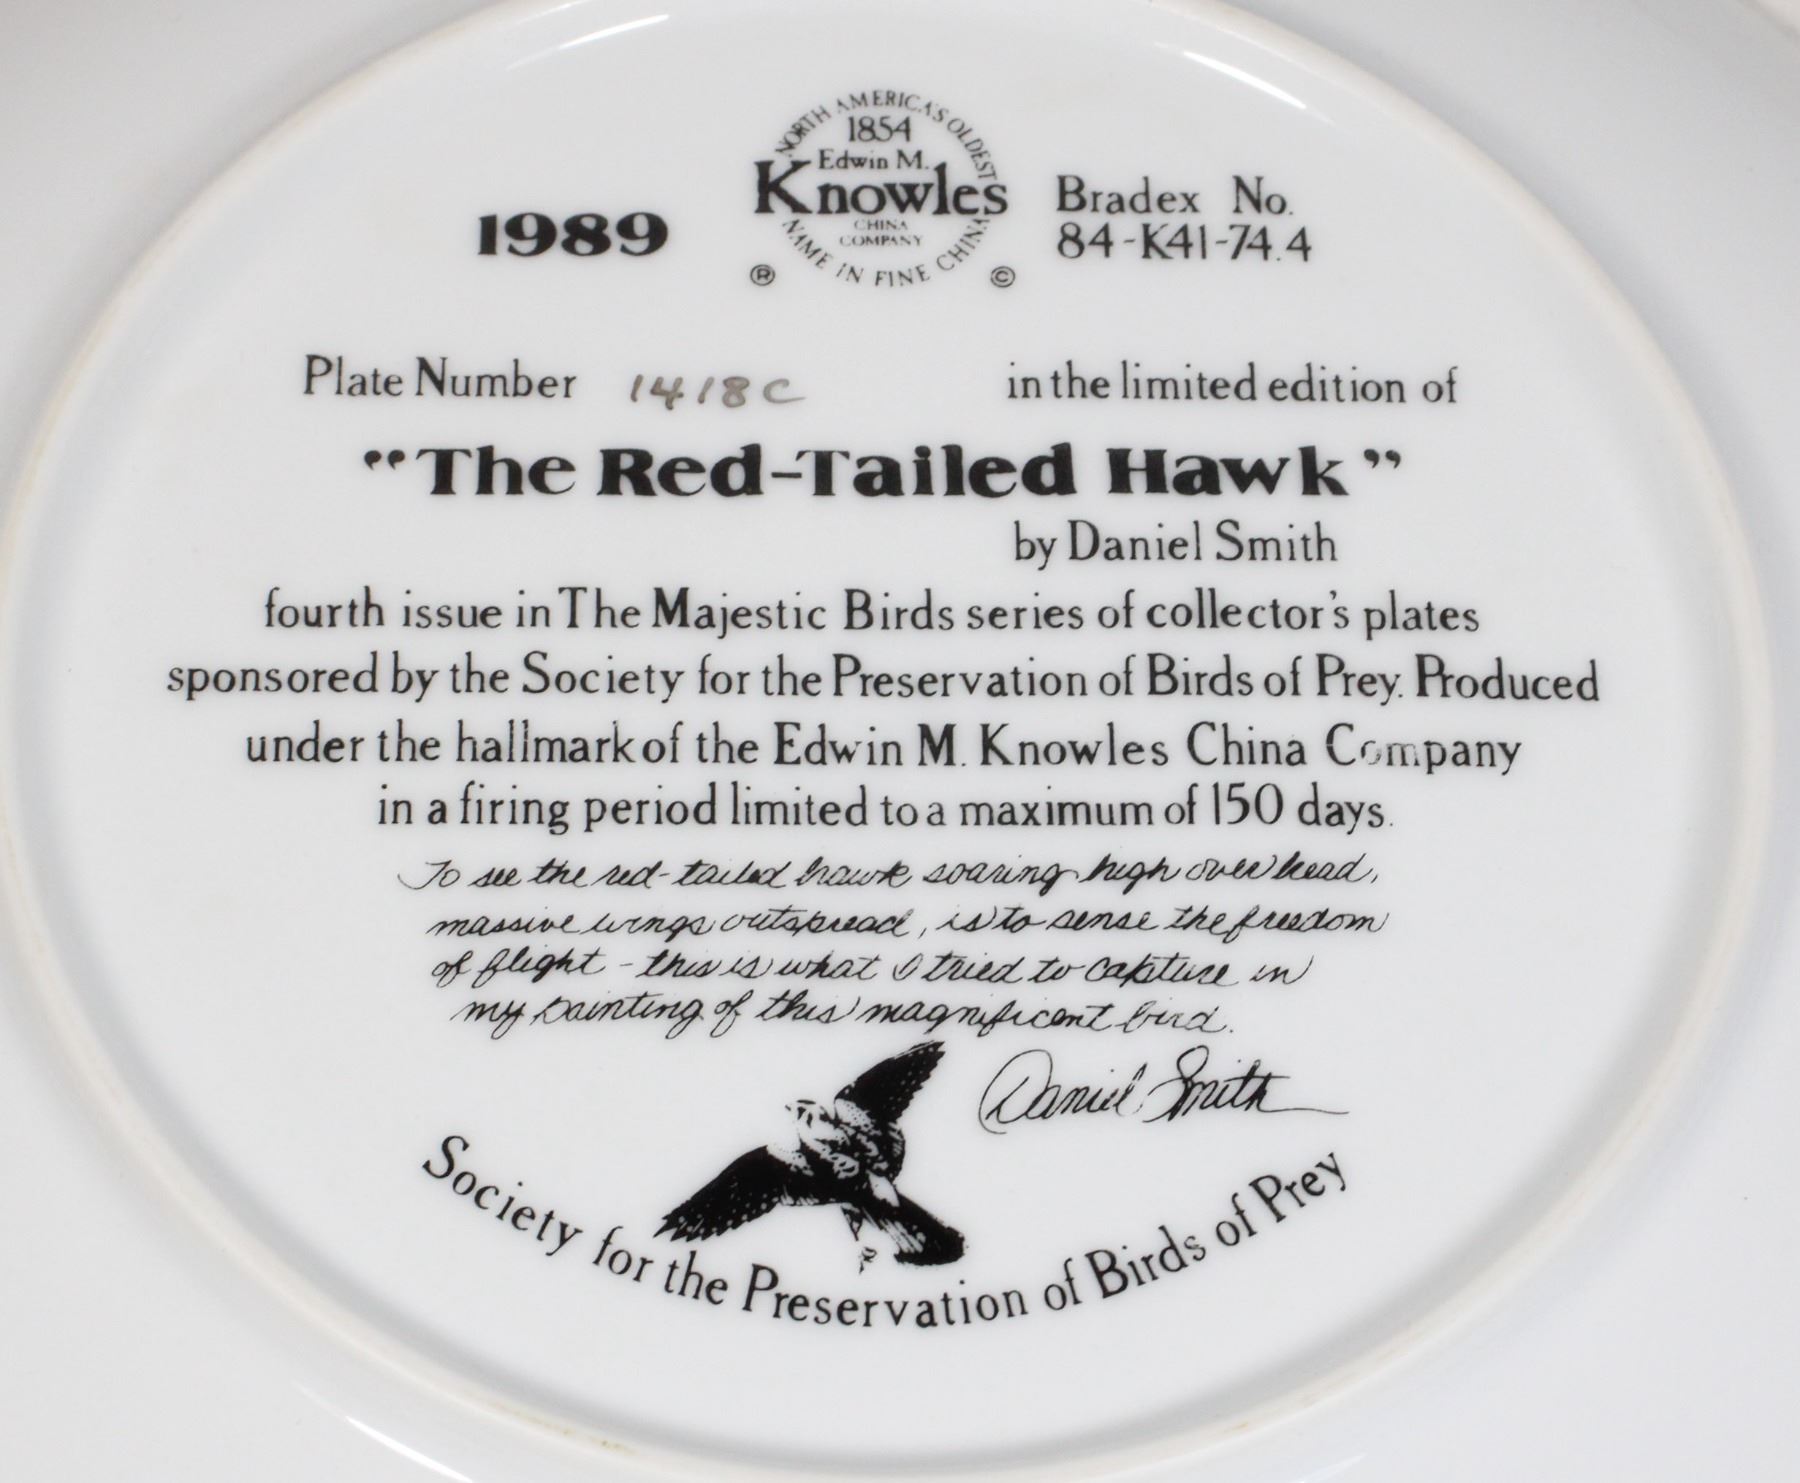 NORTH AMERICA'S OLDEST
1854
Edwin M.
Knowles
CHINA
COMPANY
NAME IN FINE CHINA
® ©
1989
Bradex No.
84-K41-74.4
Plate Number 1418C in the limited edition of
"The Red-Tailed Hawk"
by Daniel Smith
fourth issue in The Majestic Birds series of collector's plates
sponsored by the Society for the Preservation of Birds of Prey. Produced
under the hallmark of the Edwin M. Knowles China Company
in a firing period limited to a maximum of 150 days.
To see the red-tailed hawk soaring high over head,
massive wings outspread, is to sense the freedom
of flight - this is what I tried to capture in
my painting of this magnificent bird.
Daniel Smith
Society for the Preservation of Birds of Prey